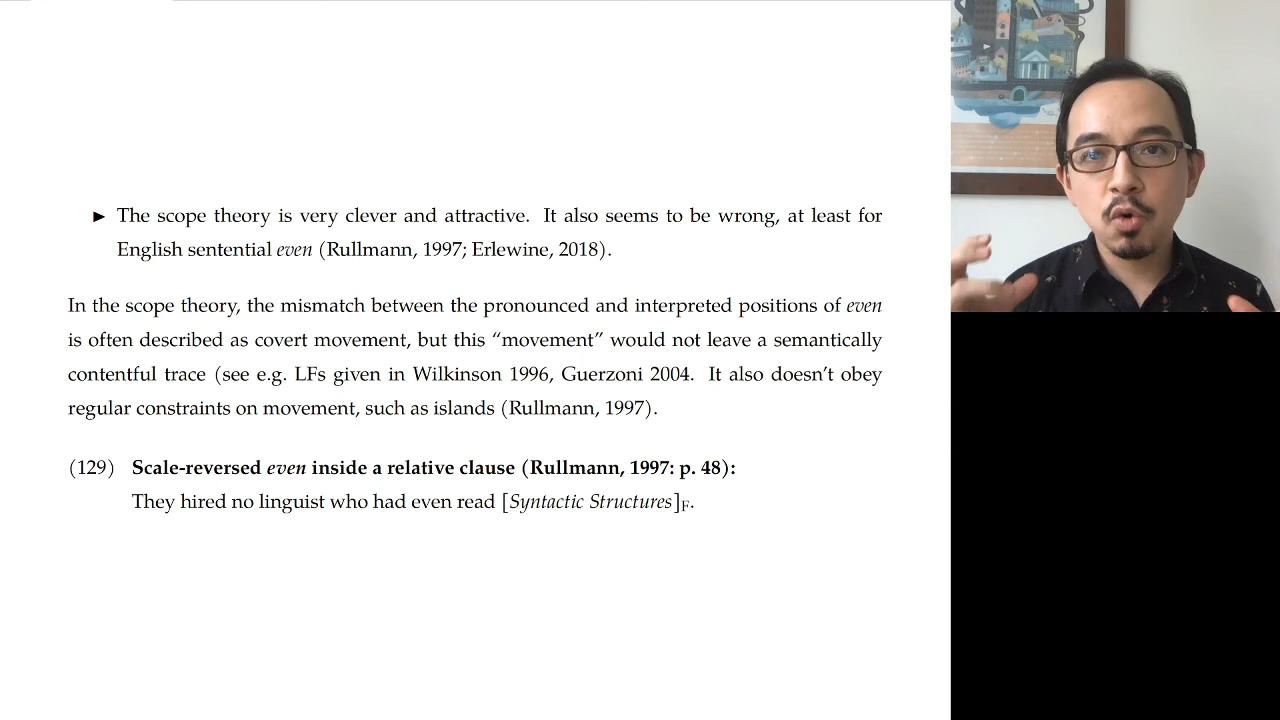 ► The scope theory is very clever and attractive. It also seems to be wrong, at least for
English sentential even (Rullmann, 1997; Erlewine, 2018).
In the scope theory, the mismatch between the pronounced and interpreted positions of even
is often described as covert movement, but this “movement” would not leave a semantically
contentful trace (see e.g. LFs given in Wilkinson 1996, Guerzoni 2004. It also doesn’t obey
regular constraints on movement, such as islands (Rullmann, 1997).
(129) Scale-reversed even inside a relative clause (Rullmann, 1997: p. 48):
They hired no linguist who had even read [Syntactic Structures]F.